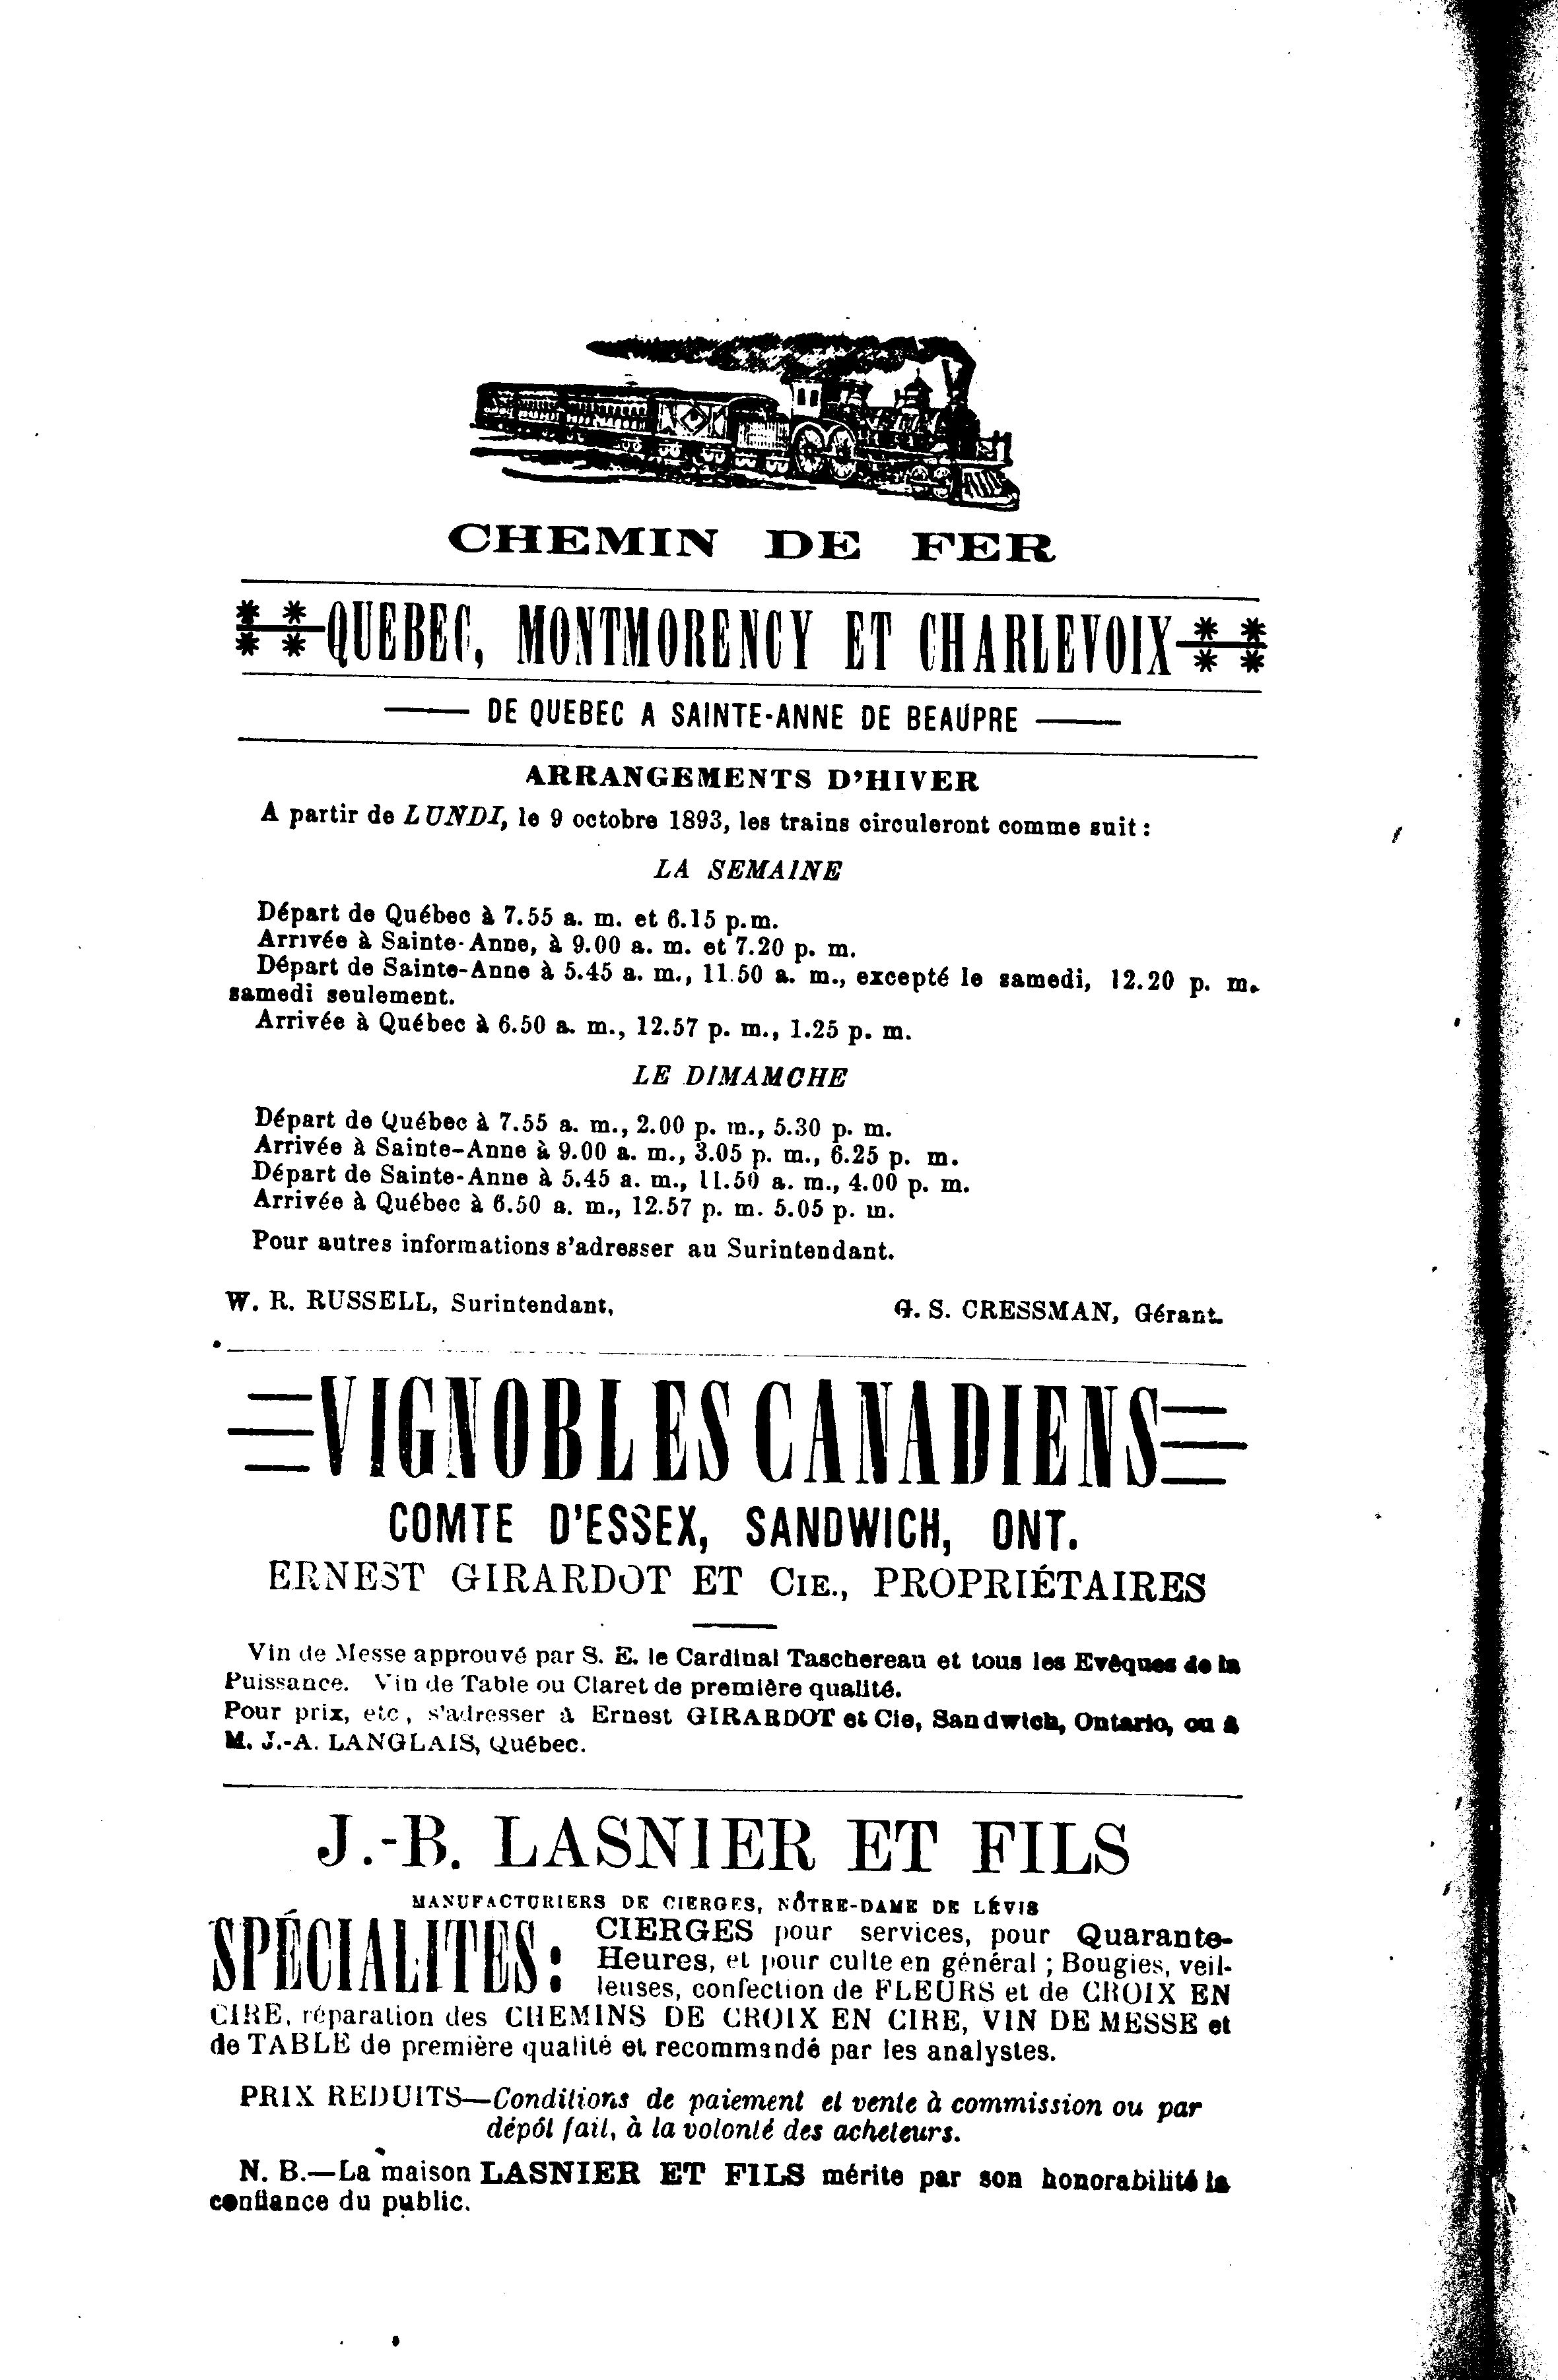 CHEMIN DE FER
QUEBEC, MONTMORENCY ET CHARLEVOIX
DE QUEBEC A SAINTE-ANNE DE BEAUPRE
ARRANGEMENTS D'HIVER
A partir de LUNDI, le 9 octobre 1893, les trains circuleront comme suit :
LA SEMAINE
Départ de Québec à 7.55 a. m. et 6.15 p.m.
Arrivée à Sainte-Anne, à 9.00 a. m. et 7.20 p. m.
Départ de Sainte-Anne à 5.45 a. m., 11.50 a. m., excepté le samedi, 12.20 p. m.
samedi seulement.
Arrivée à Québec à 6.50 a. m., 12.57 p. m., 1.25 p. m.
LE DIMAMCHE
Départ de Québec à 7.55 a. m., 2.00 p. m., 5.30 p. m.
Arrivée à Sainte-Anne à 9.00 a. m., 3.05 p. m., 6.25 p. m.
Départ de Sainte-Anne à 5.45 a. m., 11.50 a. m., 4.00 p. m.
Arrivée à Québec à 6.50 a. m., 12.57 p. m. 5.05 p. m.
Pour autres informations s'adresser au Surintendant.
W. R. RUSSELL, Surintendant,
G. S. CRESSMAN, Gérant.
VIGNOBLES CANADIENS
COMTE D'ESSEX, SANDWICH, ONT.
ERNEST GIRARDOT ET CIE., PROPRIÉTAIRES
Vin de Messe approuvé par S. E. le Cardinal Taschereau et tous les Evêques de la
Puissance. Vin de Table ou Claret de première qualité.
Pour prix, etc, s'adresser à Ernest GIRARDOT et Cie, Sandwich, Ontario, ou à
M. J.-A. LANGLAIS, Québec.
J.-B. LASNIER ET FILS
MANUFACTURIERS DE CIERGES, NÔTRE-DAME DE LÉVIS
SPÉCIALITES: CIERGES pour services, pour Quarante-
Heures, et pour culte en général ; Bougies, veil-
leuses, confection de FLEURS et de CROIX EN
CIRE, réparation des CHEMINS DE CROIX EN CIRE, VIN DE MESSE et
de TABLE de première qualité et recommandé par les analystes.
PRIX REDUITS—Conditions de paiement et vente à commission ou par
dépôt fait, à la volonté des acheteurs.
N. B.—La maison LASNIER ET FILS mérite par son honorabilité la
confiance du public.